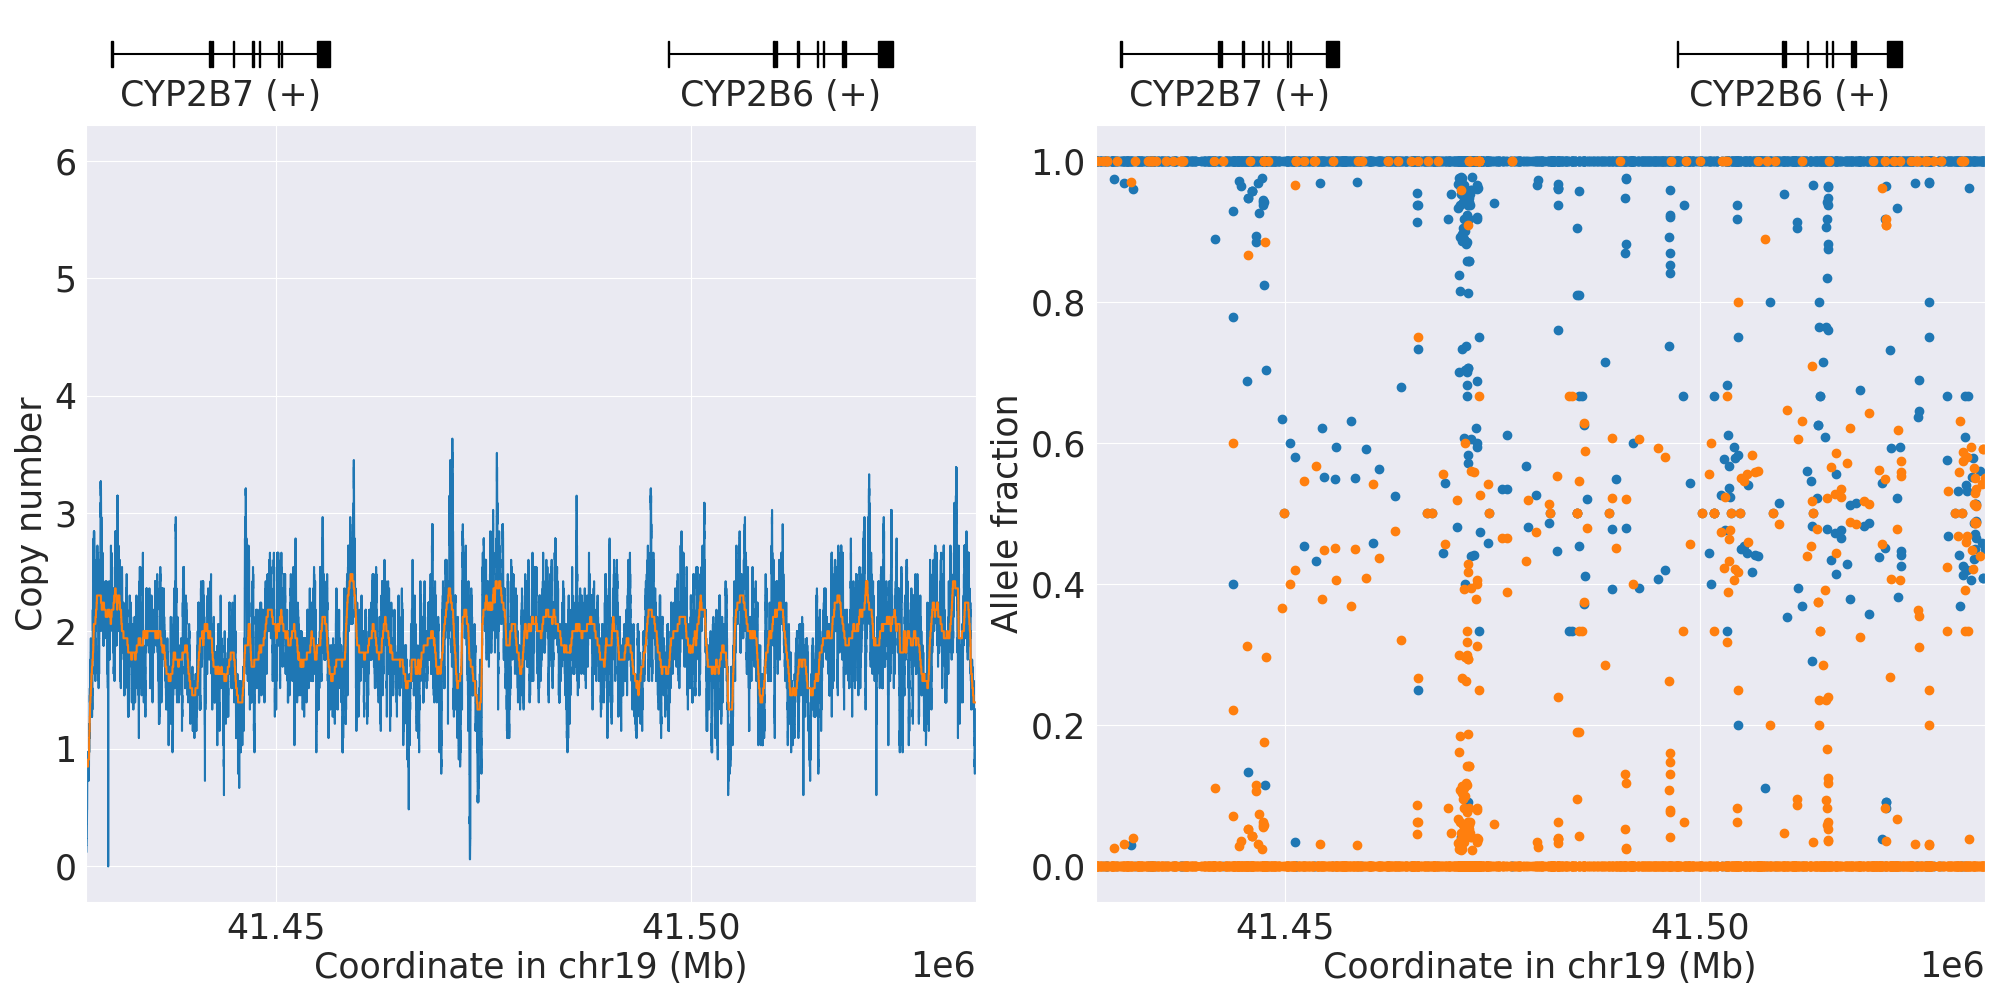 CYP2B7 (+)
CYP2B6 (+)
Copy number
6
5
4
3
2
1
0
41.45
41.50
Coordinate in chr19 (Mb)
1e6
CYP2B7 (+)
CYP2B6 (+)
Allele fraction
1.0
0.8
0.6
0.4
0.2
0.0
41.45
41.50
Coordinate in chr19 (Mb)
1e6